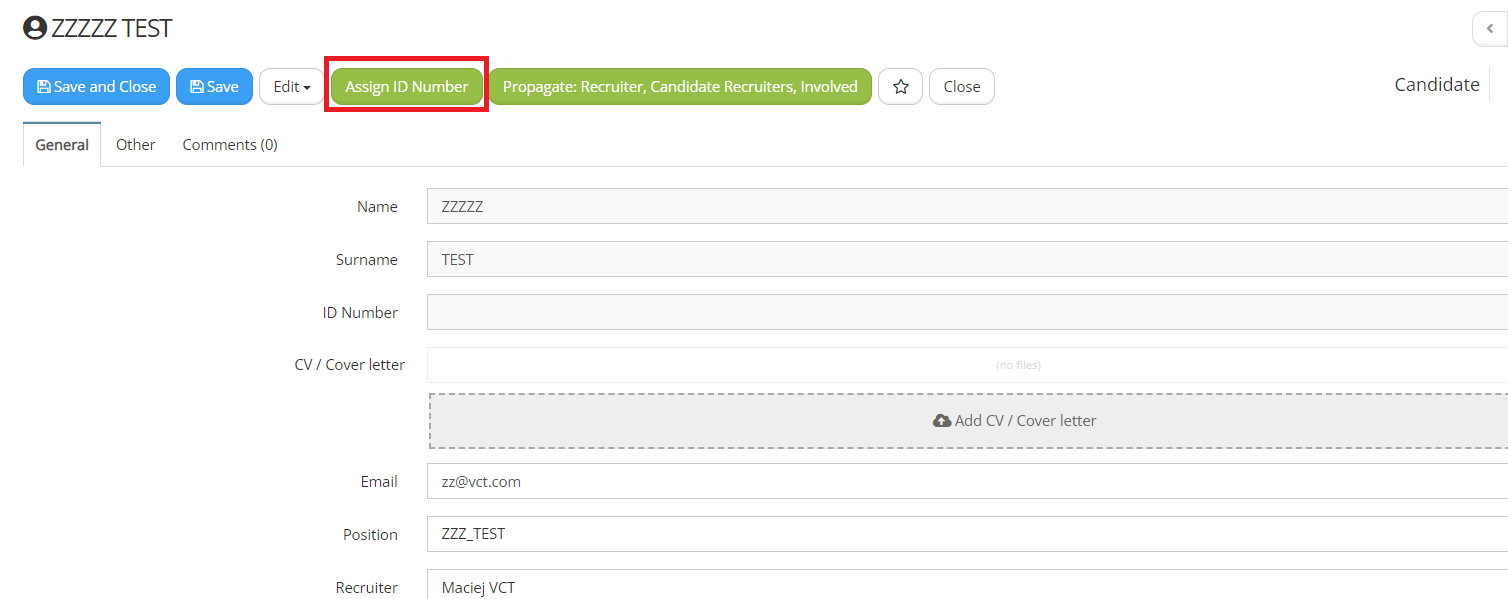 ZZZZZ TEST
Save and Close Save Edit Assign ID Number Propagate: Recruiter, Candidate Recruiters, Involved Close Candidate
General Other Comments (0)
Name ZZZZZ
Surname TEST
ID Number
CV / Cover letter (no files)
Add CV / Cover letter
Email zz@vct.com
Position ZZZ_TEST
Recruiter Maciej VCT